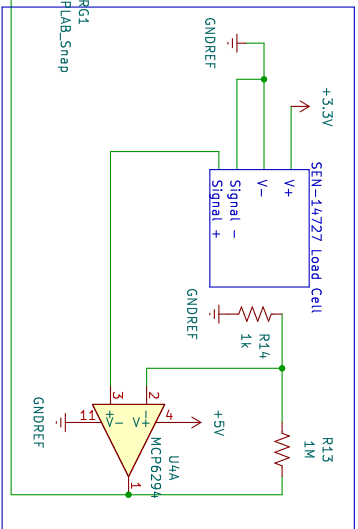 RG1
PLAB_Snap
GNDREF
+3.3V
SEN-14727 Load Cell
V+
V-
Signal -
Signal +
GNDREF
R14
1k
R13
1M
+5V
GNDREF
3
2
11
4
+
-
V-
V+
1
U4A
MCP6294